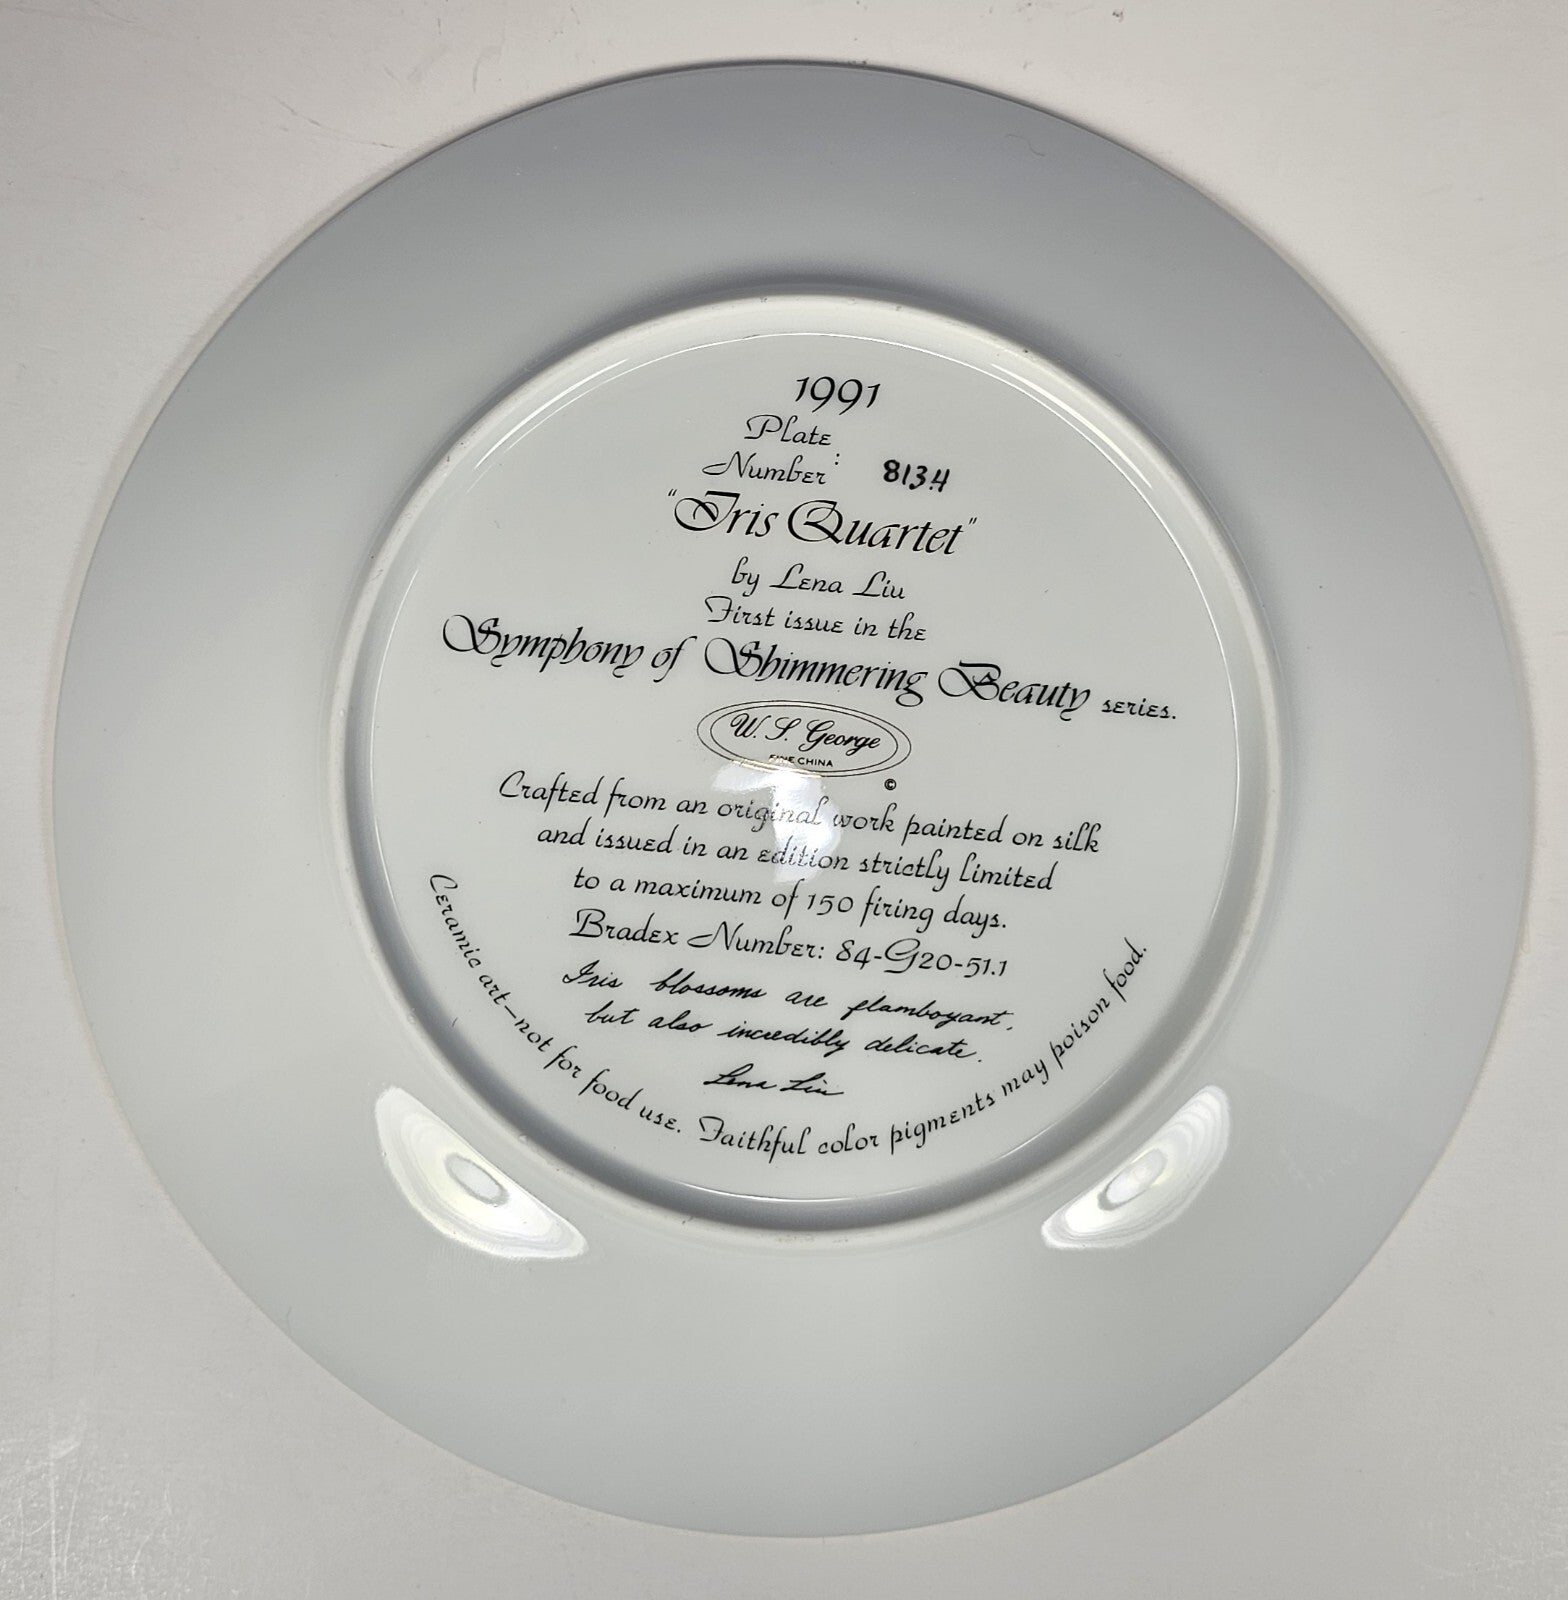 1991
Plate
Number: 8134
"Iris Quartet"
by Lena Liu
First issue in the
Symphony of Shimmering Beauty series.
W. S. George
FINE CHINA
©
Crafted from an original work painted on silk
and issued in an edition strictly limited
to a maximum of 150 firing days.
Bradex Number: 84-G20-51.1
Iris blossoms are flamboyant,
but also incredibly delicate.
Lena Liu
Ceramic art—not for food use. Faithful color pigments may poison food.